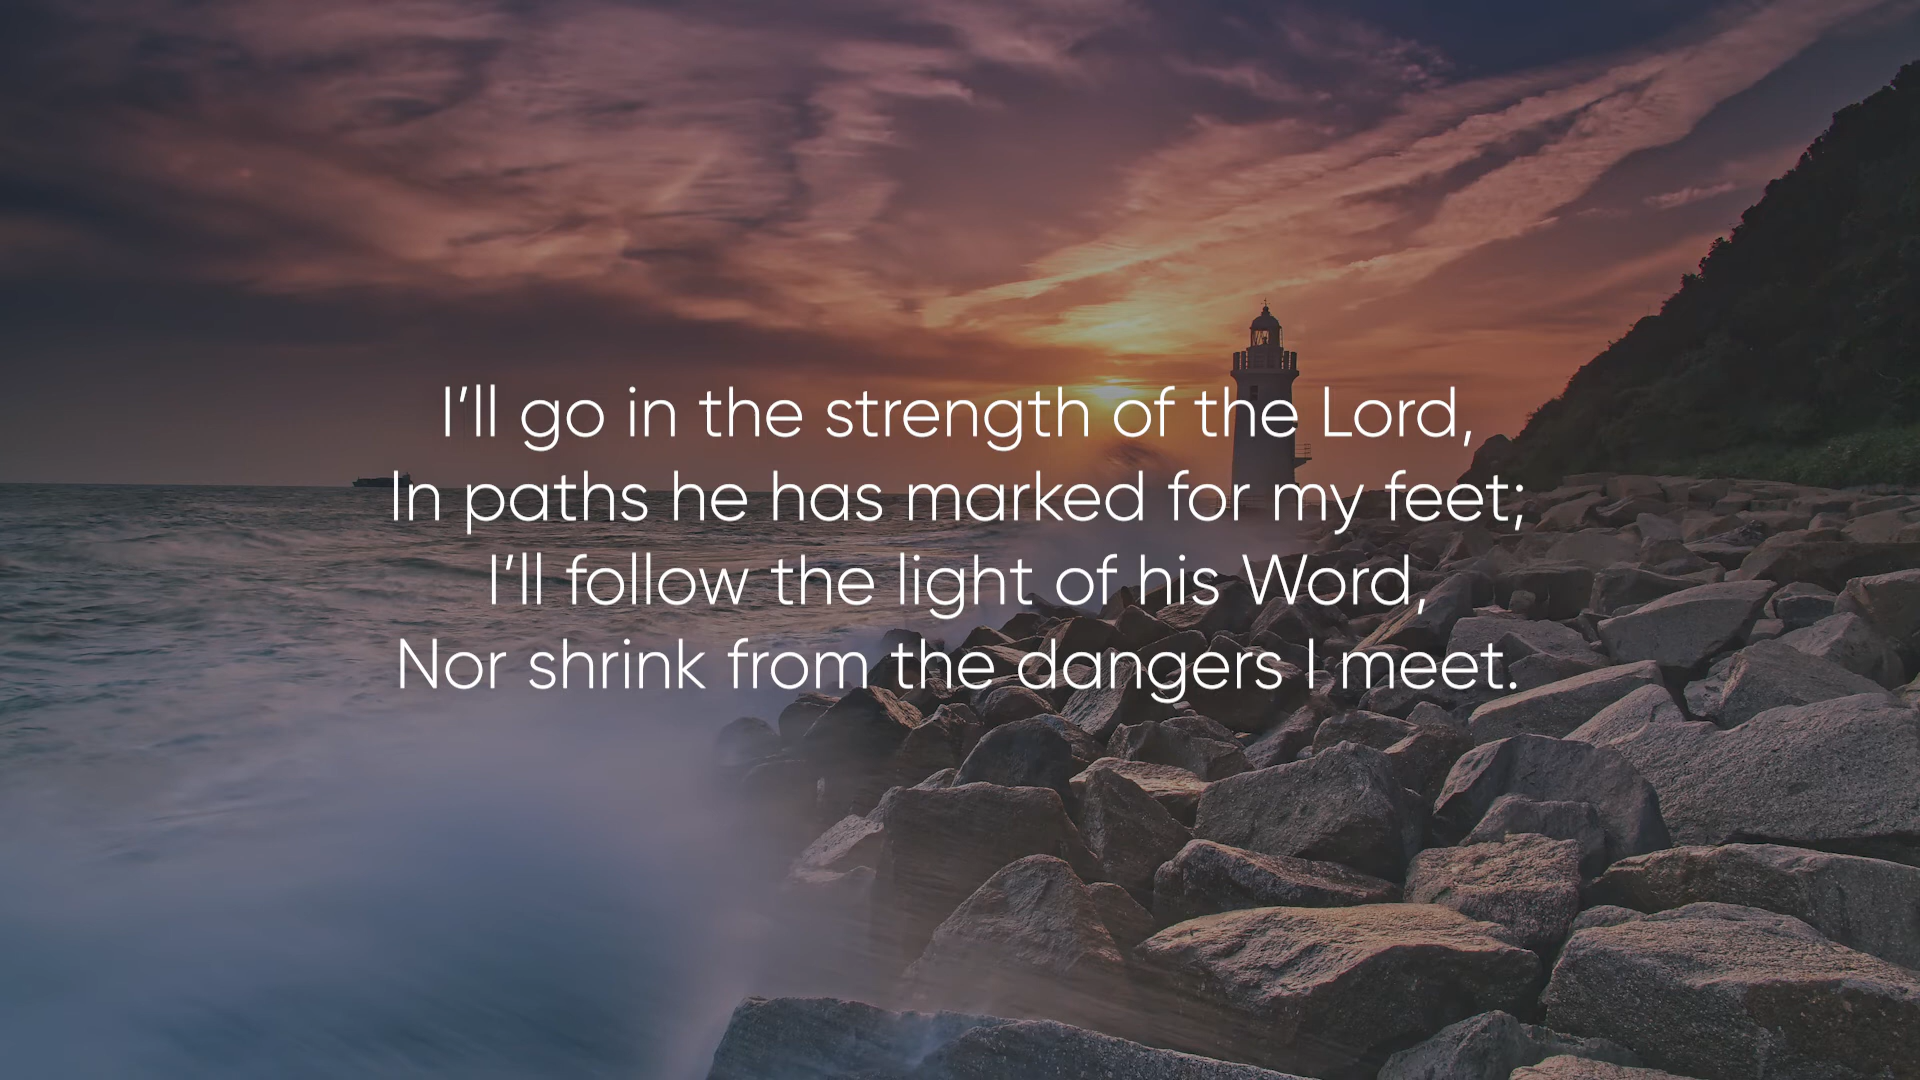 I’ll go in the strength of the Lord,
In paths he has marked for my feet;
I’ll follow the light of his Word,
Nor shrink from the dangers I meet.